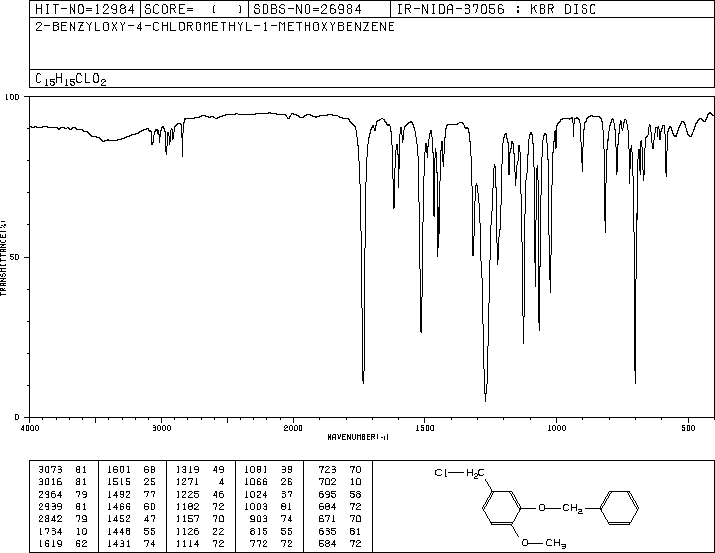 HIT-NO=12984 SCORE= ( ) SDBS-NO=26984 IR-NIDA-37056 : KBR DISC
2-BENZYLOXY-4-CHLOROMETHYL-1-METHOXYBENZENE
C15H15CLO2
100
50
0
TRANSMITTANCE(%)
4000 3000 2000 1500 1000 500
WAVENUMBER(-1)
3073 81 1601 68 1319 49 1081 39 723 70
3016 81 1515 25 1271 4 1066 26 702 10
2964 79 1492 77 1225 46 1024 37 695 58
2939 81 1466 60 1182 72 1003 81 684 72
2842 79 1452 47 1157 70 903 74 671 70
1734 10 1448 55 1126 22 815 55 635 81
1619 62 1431 74 1114 72 772 72 584 72
Cl H2C
O CH2
O CH3